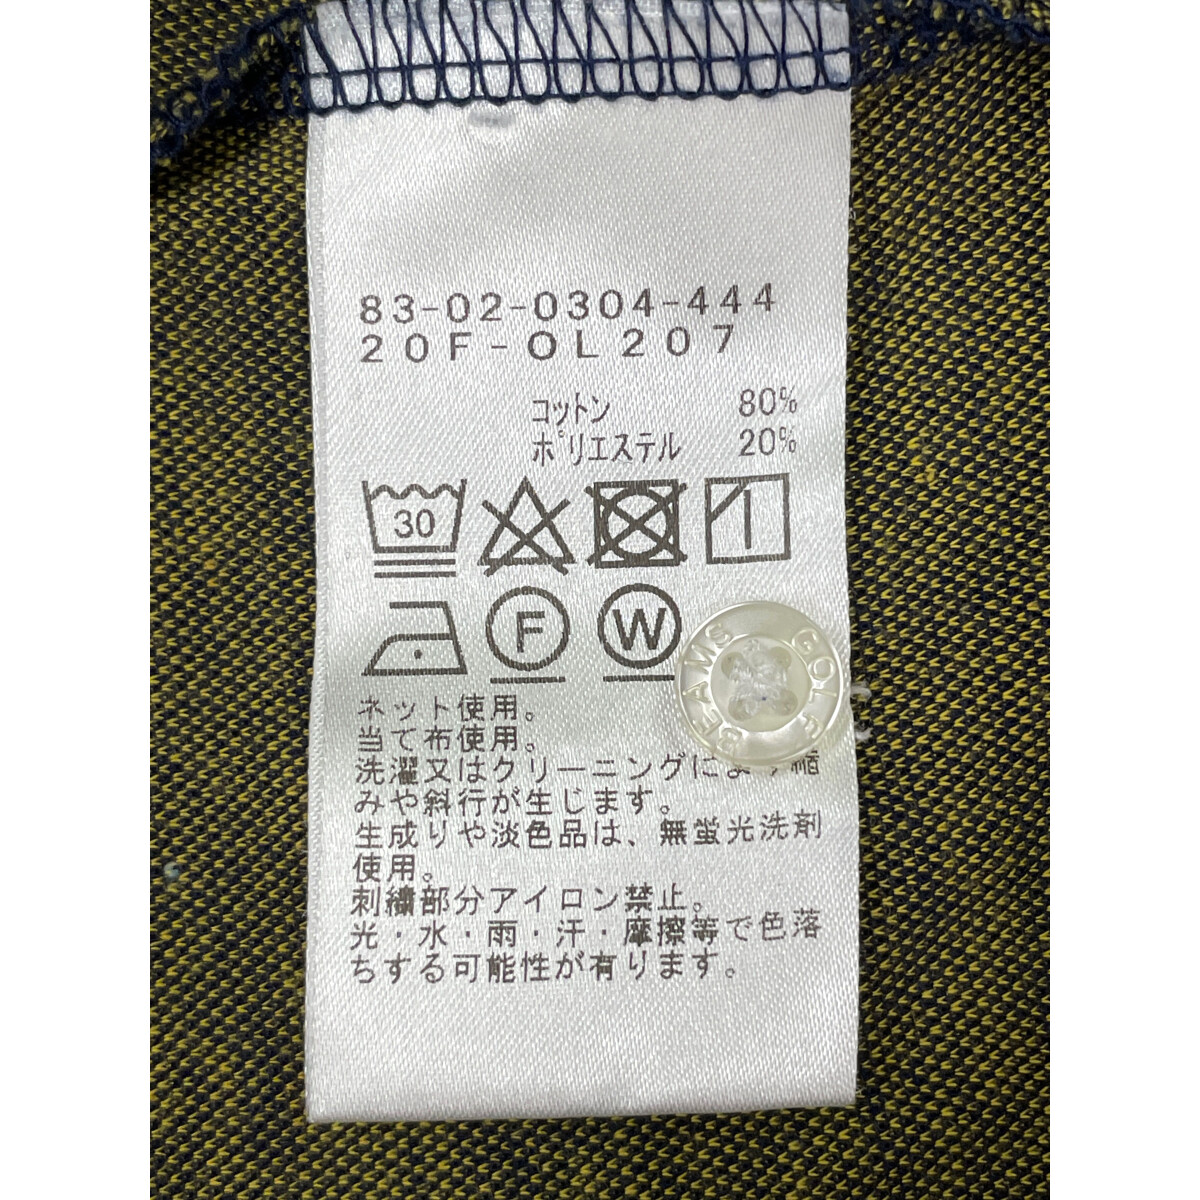 83-02-0304-444
20F-OL207
コットン 80%
ポリエステル 20%
30
F
W
BEAMS GOLF
ネット使用。
当て布使用。
洗濯又はクリーニングにより縮
みや斜行が生じます。
生成りや淡色品は、無蛍光洗剤
使用。
刺繍部分アイロン禁止。
光・水・雨・汗・摩擦等で色落
ちする可能性が有ります。